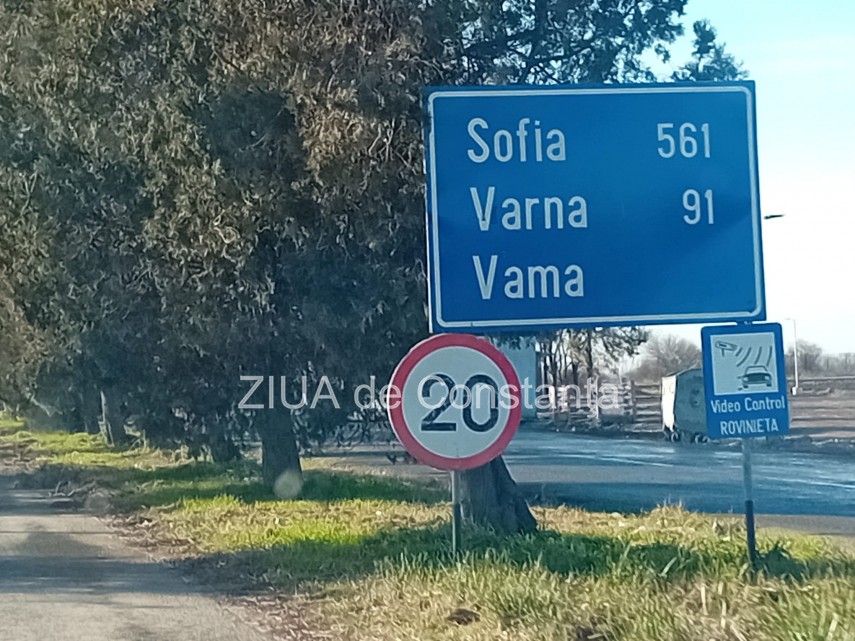 Sofia 561
Varna 91
Vama
20
Video Control
ROVINIETA
ZIUA de Constanta